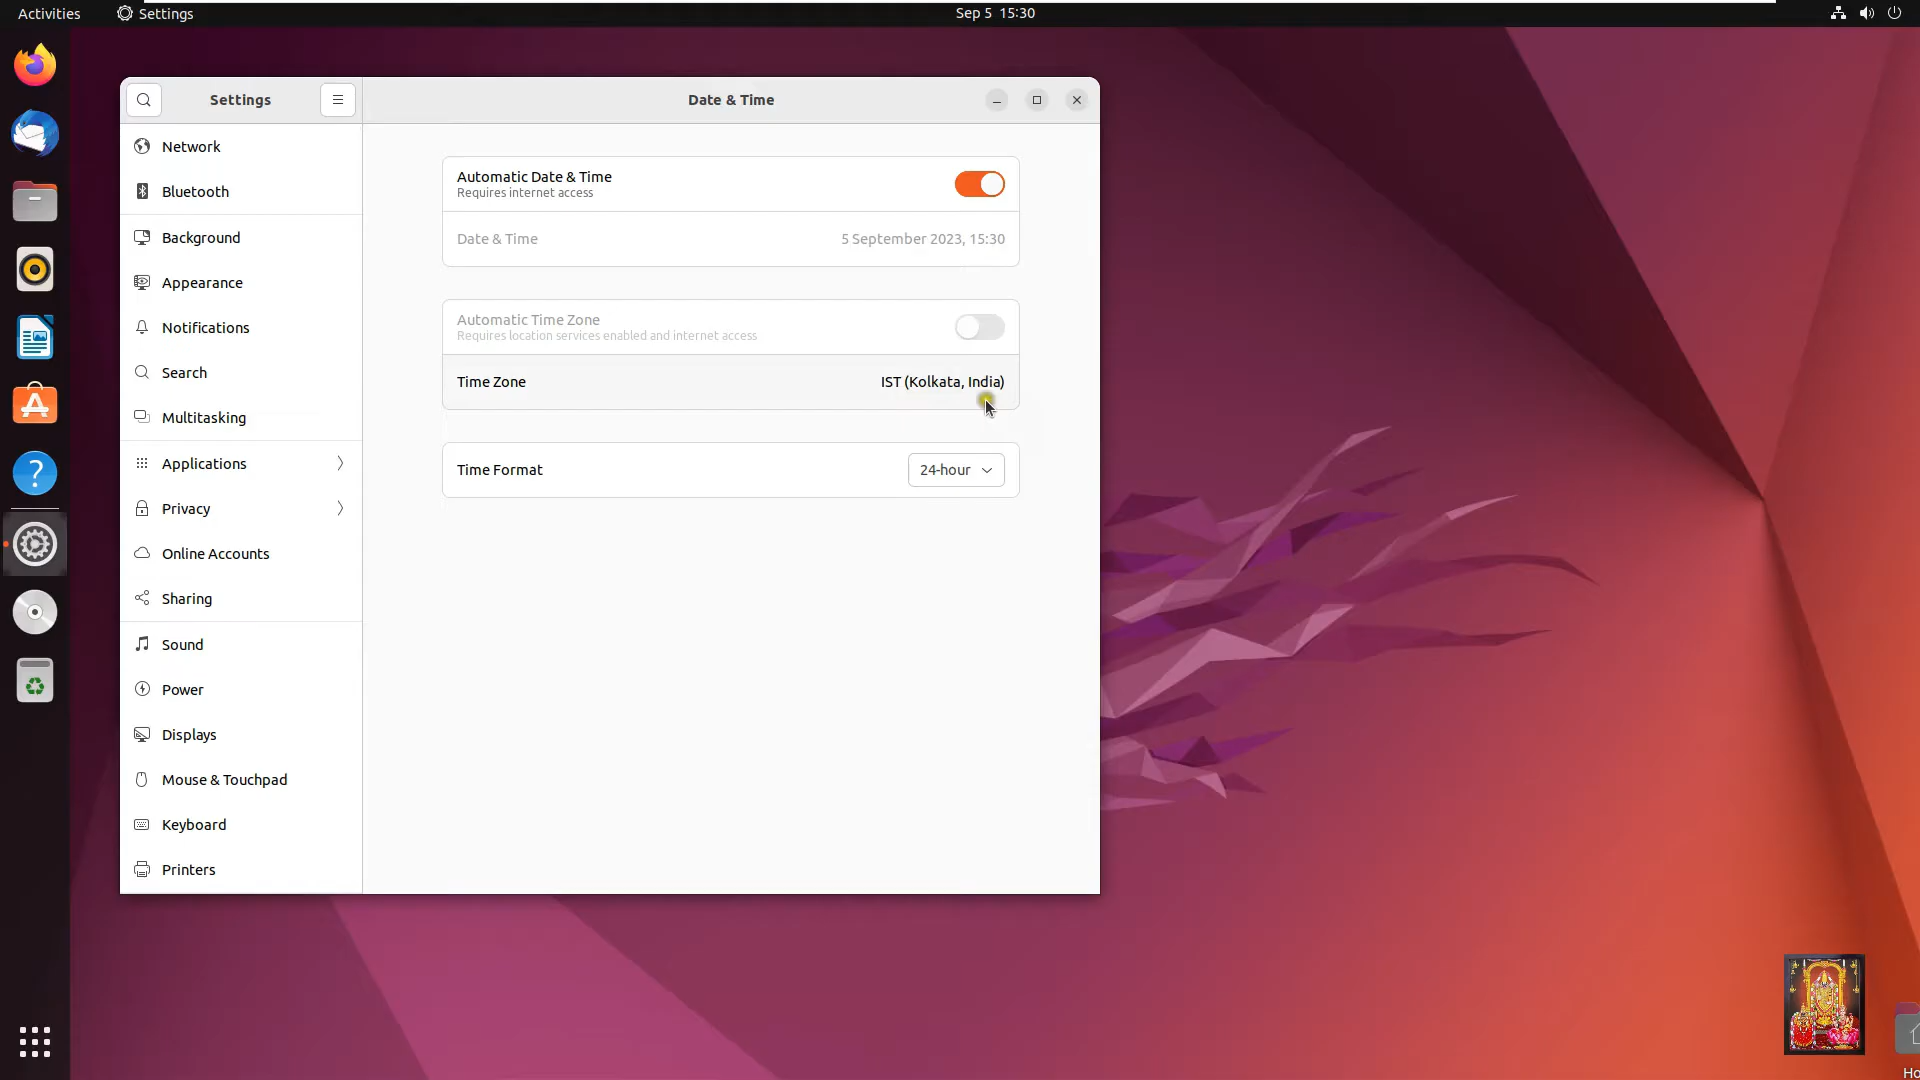 Activities
Settings
Sep 5 15:30
Settings
Date & Time
Network
Bluetooth
Background
Appearance
Notifications
Search
Multitasking
Applications
Privacy
Online Accounts
Sharing
Sound
Power
Displays
Mouse & Touchpad
Keyboard
Printers
Automatic Date & Time
Requires internet access
Date & Time
5 September 2023, 15:30
Automatic Time Zone
Requires location services enabled and internet access
Time Zone
IST (Kolkata, India)
Time Format
24-hour